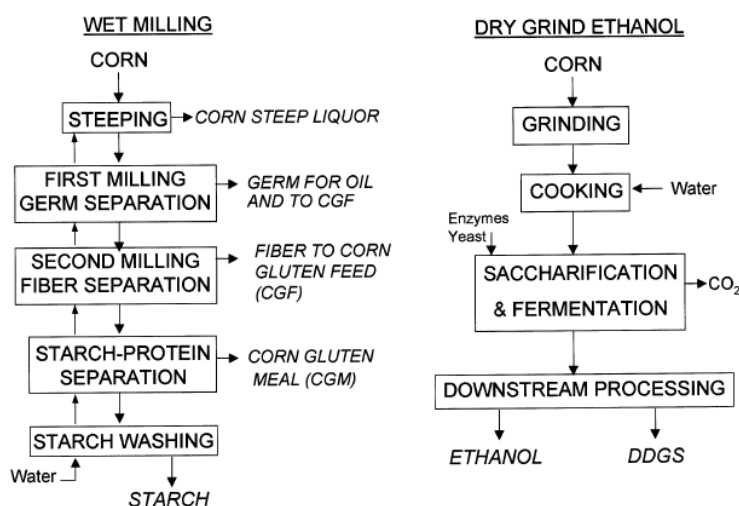 WET MILLING
CORN
STEEPING
CORN STEEP LIQUOR
FIRST MILLING
GERM SEPARATION
GERM FOR OIL
AND TO CGF
SECOND MILLING
FIBER SEPARATION
FIBER TO CORN
GLUTEN FEED
(CGF)
STARCH-PROTEIN
SEPARATION
CORN GLUTEN
MEAL (CGM)
STARCH WASHING
Water
STARCH
DRY GRIND ETHANOL
CORN
GRINDING
COOKING
Water
Enzymes
Yeast
SACCHARIFICATION
& FERMENTATION
CO₂
DOWNSTREAM PROCESSING
ETHANOL
DDGS